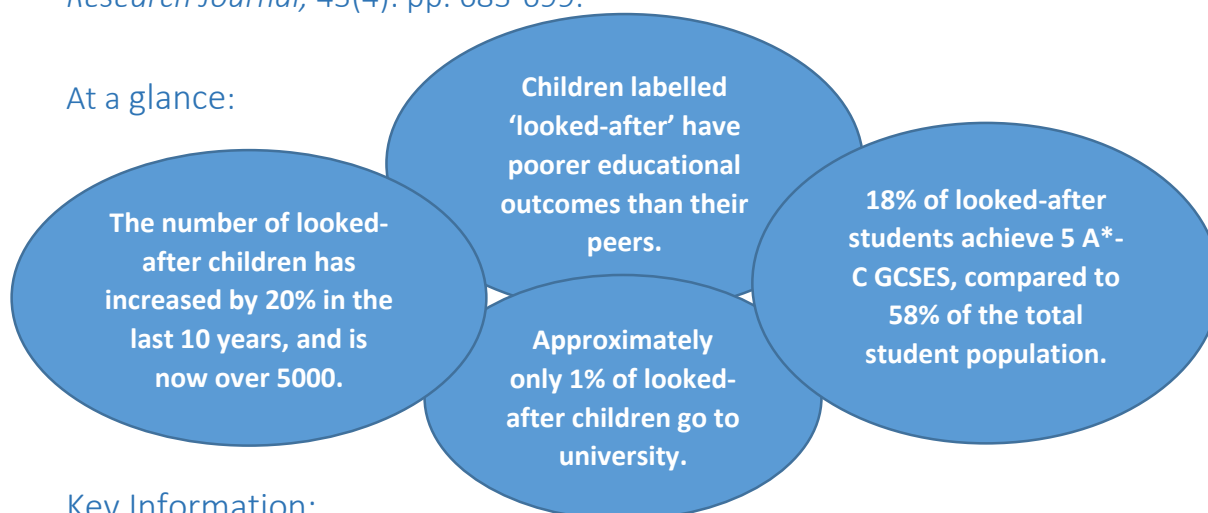 Research Journal, 43(4): pp. 683-699.
At a glance:
Children labelled
‘looked-after’ have
poorer educational
outcomes than their
peers.
The number of looked-
after children has
increased by 20% in the
last 10 years, and is
now over 5000.
18% of looked-after
students achieve 5 A*-
C GCSES, compared to
58% of the total
student population.
Approximately
only 1% of looked-
after children go to
university.
Key Information: